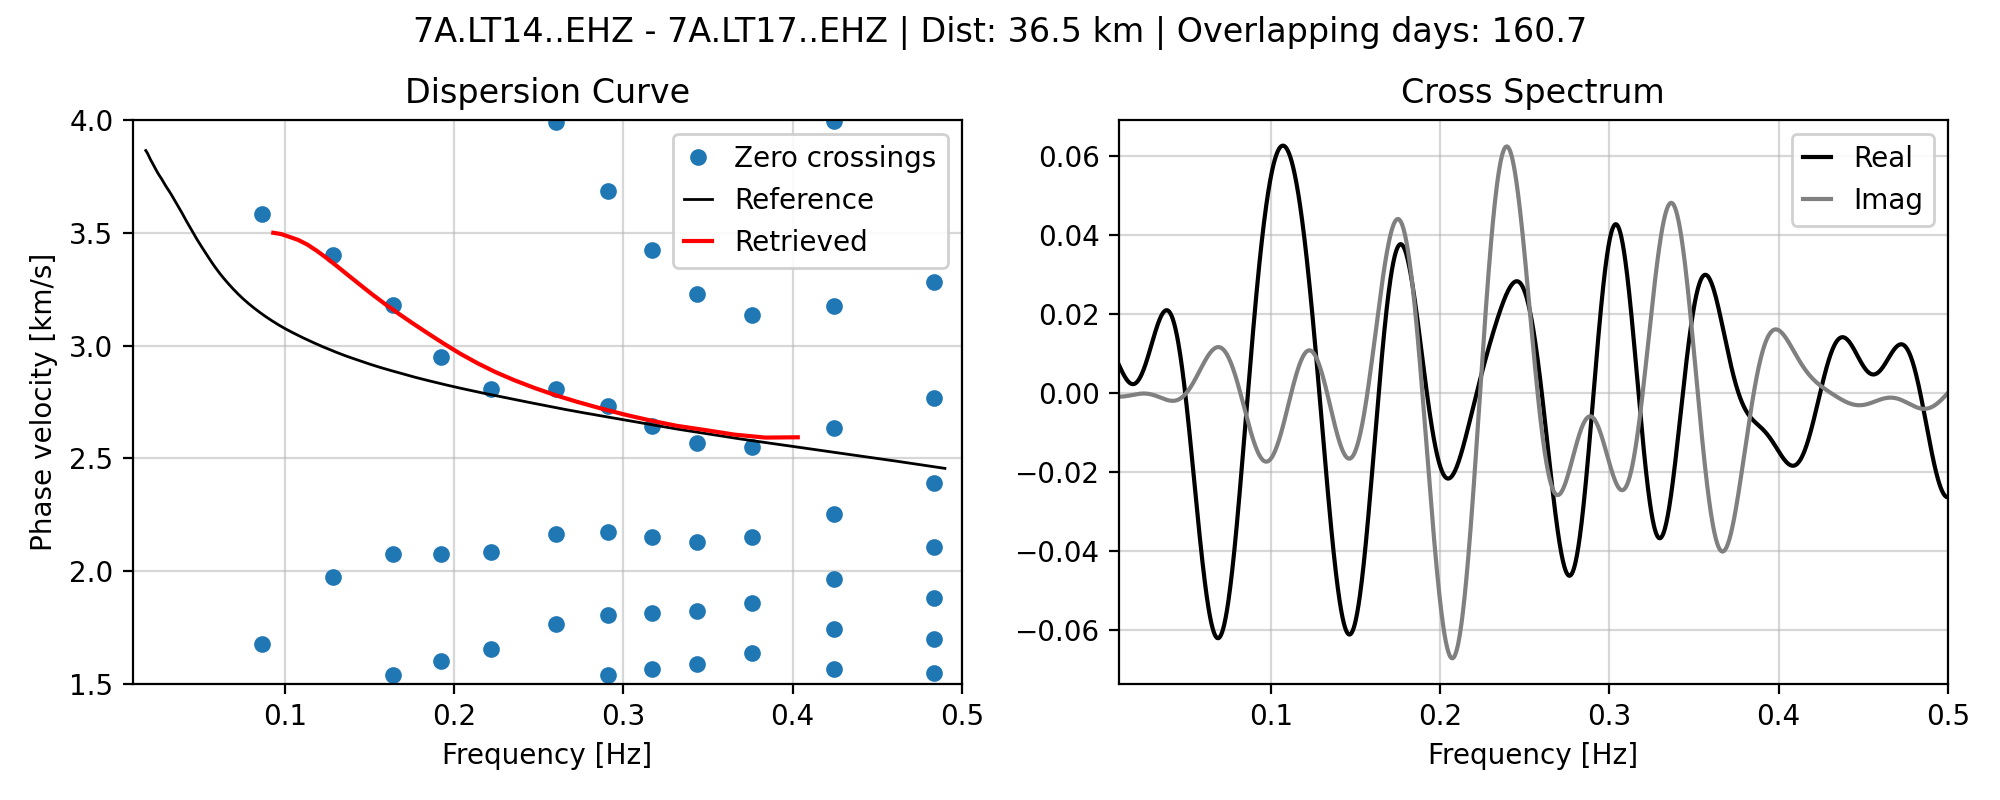 7A.LT14..EHZ - 7A.LT17..EHZ | Dist: 36.5 km | Overlapping days: 160.7
Dispersion Curve
4.0
3.5
3.0
2.5
2.0
1.5
Phase velocity [km/s]
0.1
0.2
0.3
0.4
0.5
Frequency [Hz]
Zero crossings
Reference
Retrieved
Cross Spectrum
0.06
0.04
0.02
0.00
−0.02
−0.04
−0.06
0.1
0.2
0.3
0.4
0.5
Frequency [Hz]
Real
Imag